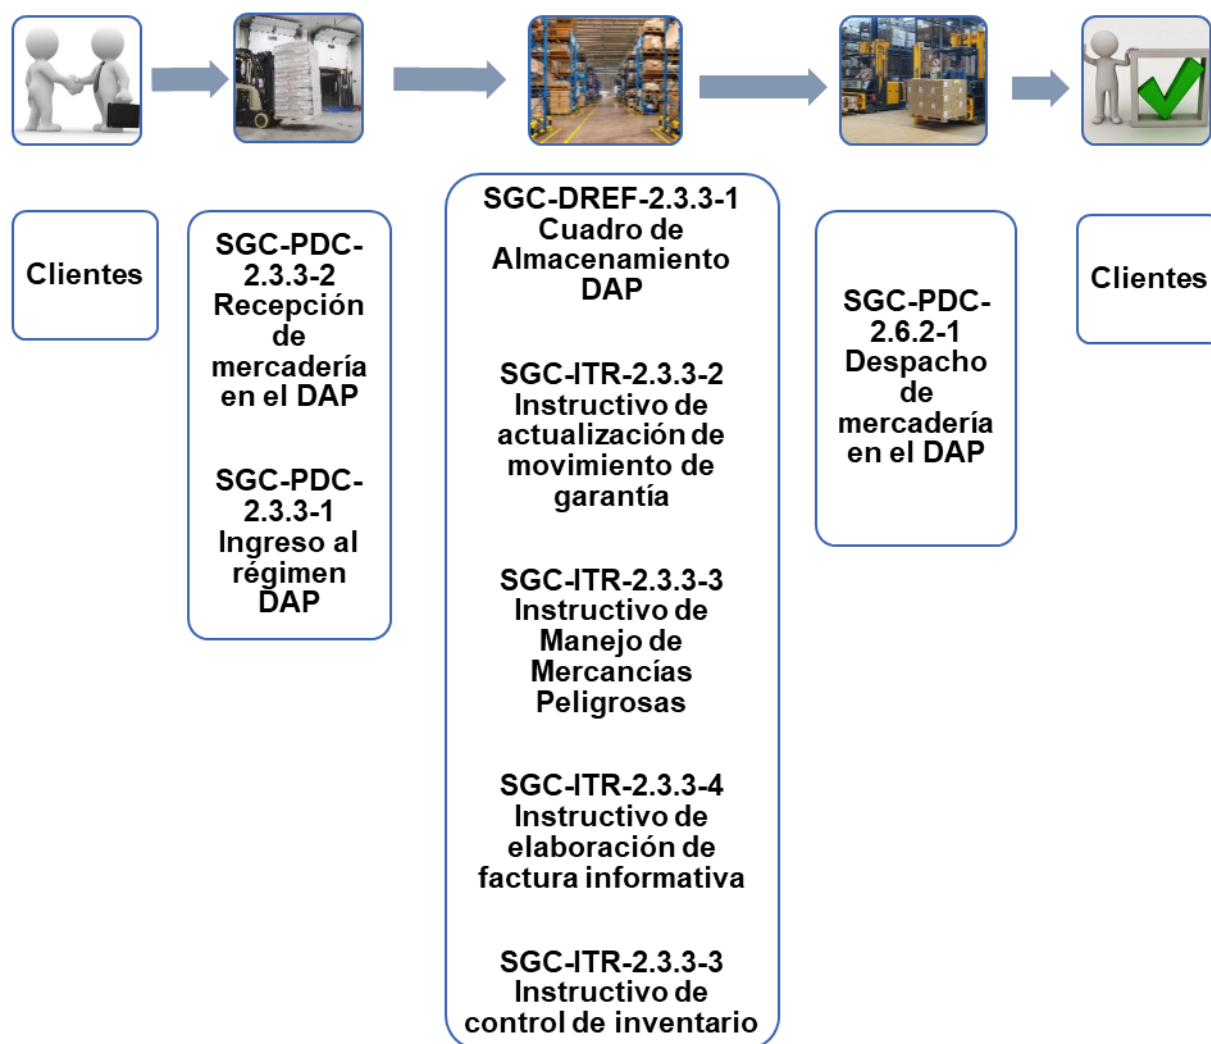 Clientes
SGC-PDC-
2.3.3-2
Recepción
de
mercadería
en el DAP
SGC-PDC-
2.3.3-1
Ingreso al
régimen
DAP
SGC-DREF-2.3.3-1
Cuadro de
Almacenamiento
DAP
SGC-ITR-2.3.3-2
Instructivo de
actualización de
movimiento de
garantía
SGC-ITR-2.3.3-3
Instructivo de
Manejo de
Mercancías
Peligrosas
SGC-ITR-2.3.3-4
Instructivo de
elaboración de
factura informativa
SGC-ITR-2.3.3-3
Instructivo de
control de inventario
SGC-PDC-
2.6.2-1
Despacho
de
mercadería
en el DAP
Clientes